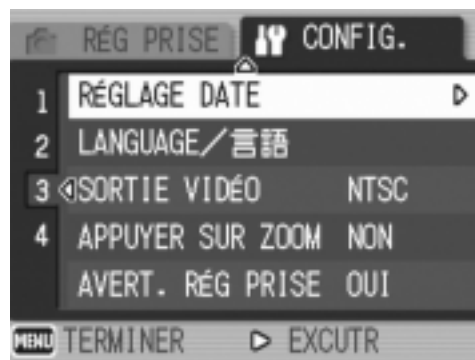 RÉG PRISE CONFIG.
1 RÉGLAGE DATE
2 LANGUAGE/言語
3 SORTIE VIDÉO NTSC
4 APPUYER SUR ZOOM NON
AVERT. RÉG PRISE OUI
MENU TERMINER EXCUTR